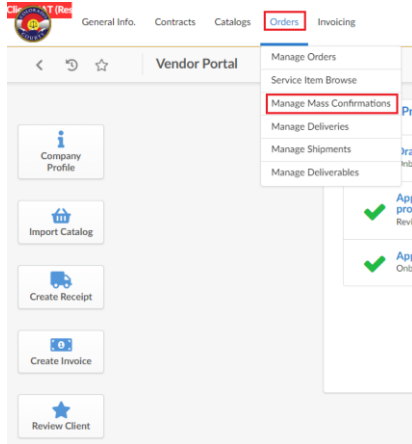 General Info.
Contracts
Catalogs
Orders
Invoicing
Vendor Portal
Manage Orders
Service Item Browse
Manage Mass Confirmations
Manage Deliveries
Manage Shipments
Manage Deliverables
Company
Profile
Import Catalog
Create Receipt
Create Invoice
Review Client